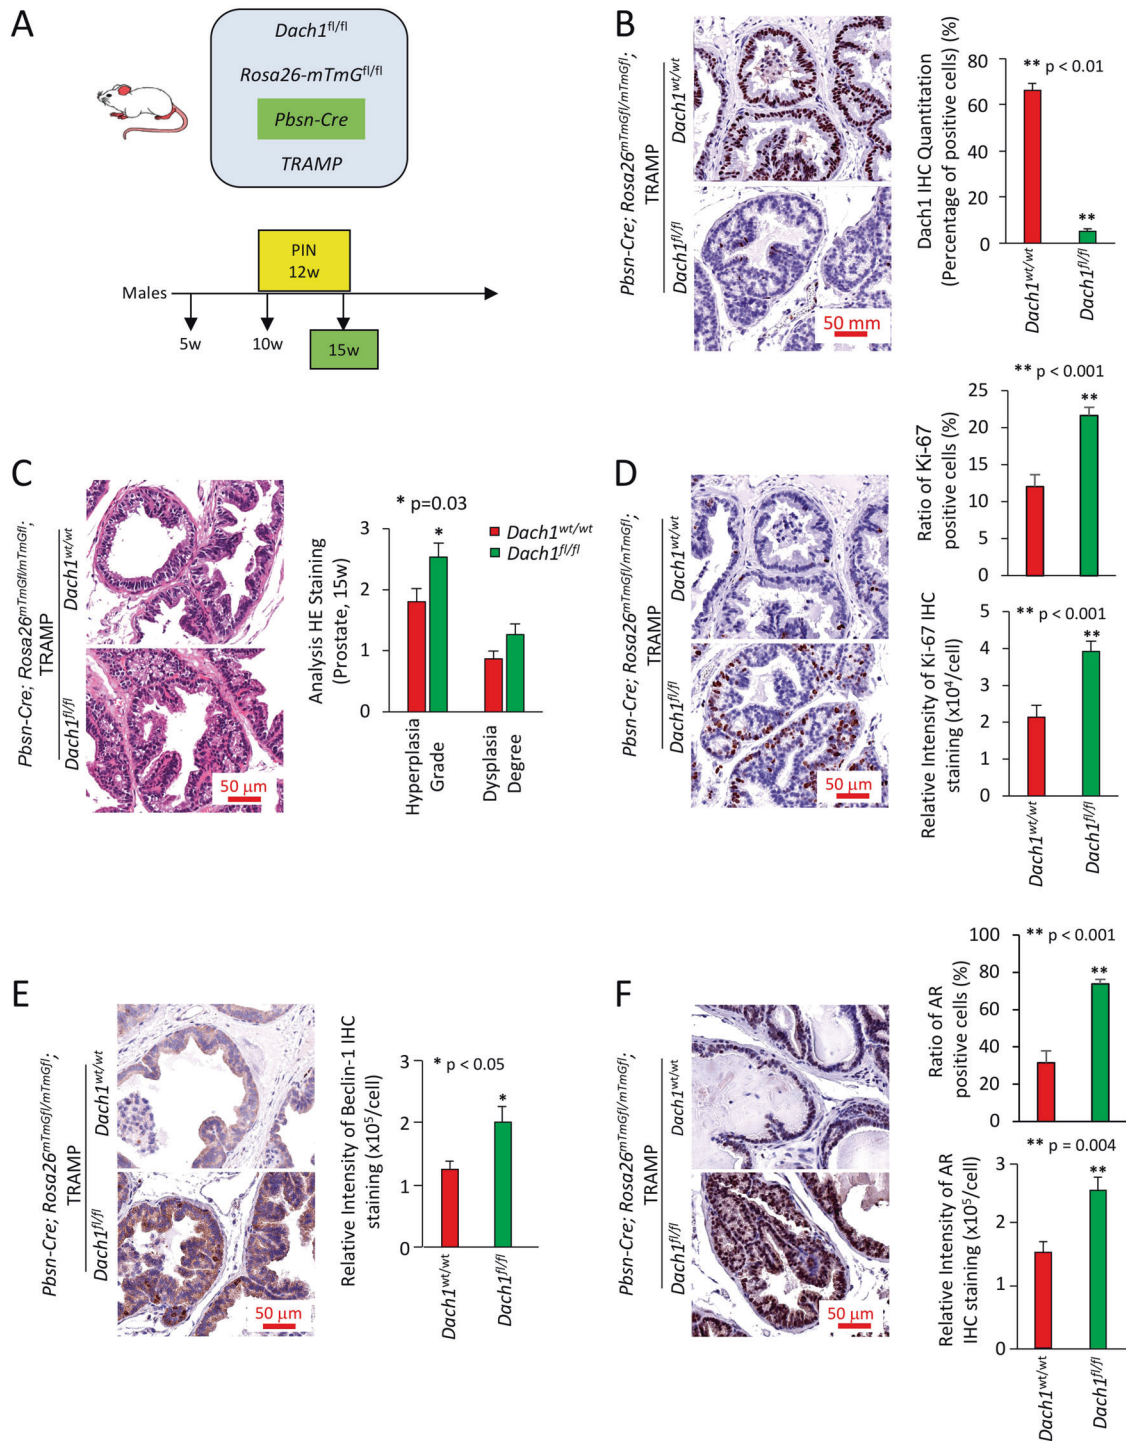 A
Dach1fl/fl
Rosa26-mTmGfl/fl
Pbsn-Cre
TRAMP
PIN
12w
Males
5w
10w
15w
B
Pbsn-Cre; Rosa26mTmGfl/mTmGfl;
TRAMP
Dach1wt/wt
Dach1fl/fl
50 mm
Dach1 IHC Quantitation
(Percentage of positive cells) (%)
80
60
40
20
0
** p < 0.01
**
Dach1wt/wt
Dach1fl/fl
C
Pbsn-Cre; Rosa26mTmGfl/mTmGfl;
TRAMP
Dach1wt/wt
Dach1fl/fl
50 μm
Analysis HE Staining
(Prostate, 15w)
3
2
1
0
* p=0.03
*
Dach1wt/wt
Dach1fl/fl
Hyperplasia
Grade
Dysplasia
Degree
D
Pbsn-Cre; Rosa26mTmGfl/mTmGfl;
TRAMP
Dach1wt/wt
Dach1fl/fl
50 μm
Ratio of Ki-67
positive cells (%)
25
20
15
10
5
0
** p < 0.001
**
Relative Intensity of Ki-67 IHC
staining (x10⁴/cell)
5
4
3
2
1
0
** p <0.001
**
Dach1wt/wt
Dach1fl/fl
E
Pbsn-Cre; Rosa26mTmGfl/mTmGfl;
TRAMP
Dach1wt/wt
Dach1fl/fl
50 μm
Relative Intensity of Beclin-1 IHC
staining (x10⁵/cell)
3
2
1
0
* p < 0.05
*
Dach1wt/wt
Dach1fl/fl
F
Pbsn-Cre; Rosa26mTmGfl/mTmGfl;
TRAMP
Dach1wt/wt
Dach1fl/fl
50 μm
Ratio of AR
positive cells (%)
100
80
60
40
20
0
** p < 0.001
**
Relative Intensity of AR
IHC staining (x10⁵/cell)
3
2
1
0
** p = 0.004
**
Dach1wt/wt
Dach1fl/fl